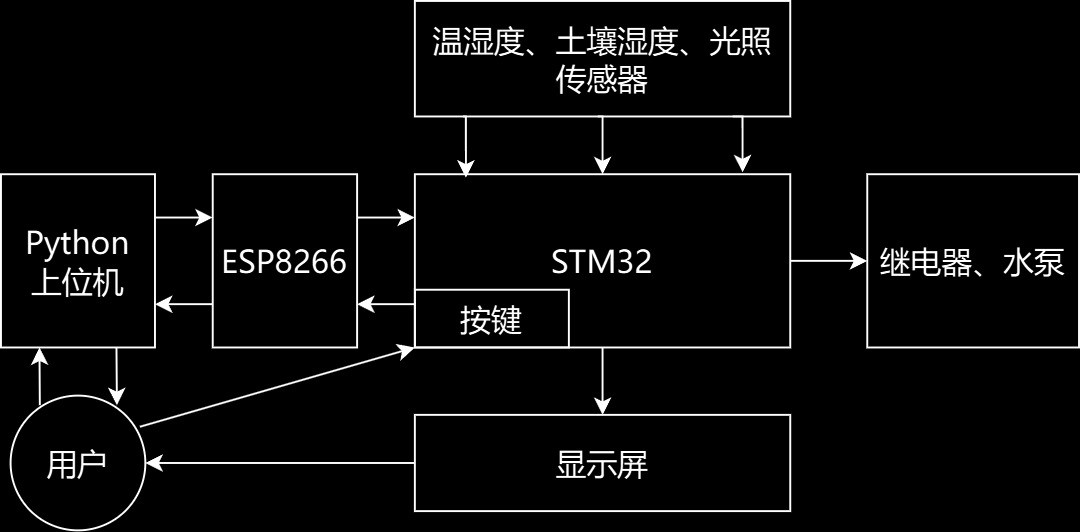 温湿度、土壤湿度、光照
传感器
Python
上位机
ESP8266
STM32
继电器、水泵
按键
用户
显示屏